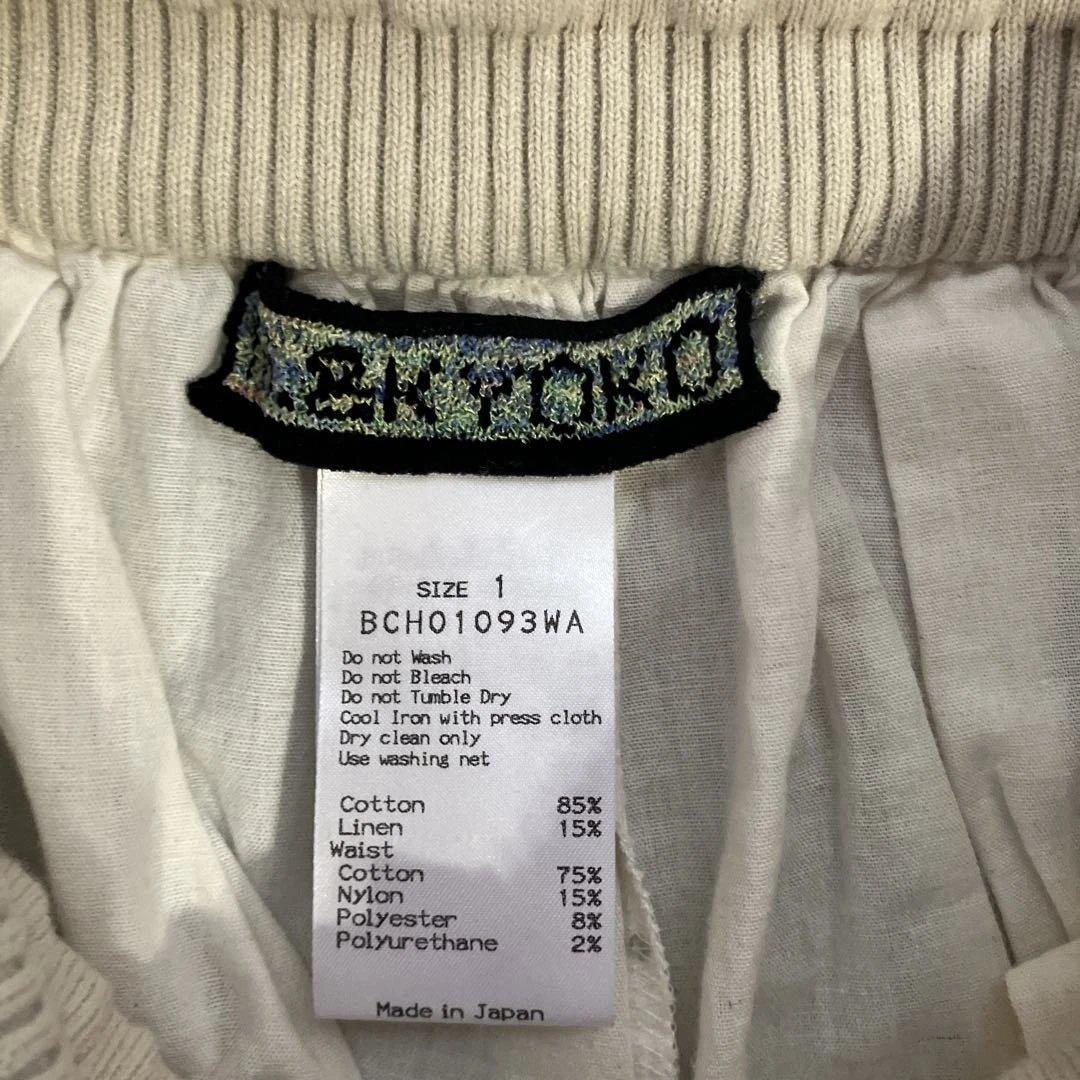 SIZE 1
BCH01093WA
Do not Wash
Do not Bleach
Do not Tumble Dry
Cool Iron with press cloth
Dry clean only
Use washing net
Cotton 85%
Linen 15%
Waist
Cotton 75%
Nylon 15%
Polyester 8%
Polyurethane 2%
Made in Japan